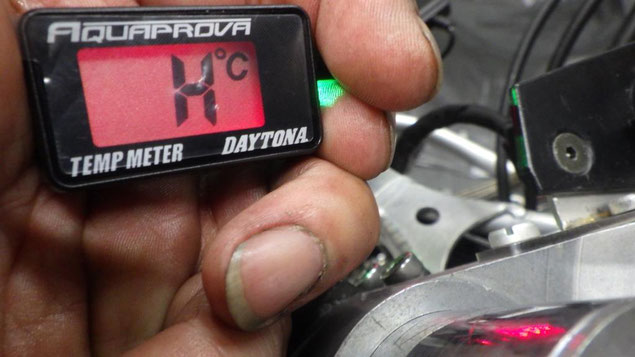 AQUAPROVA
H°C
TEMP METER DAYTONA